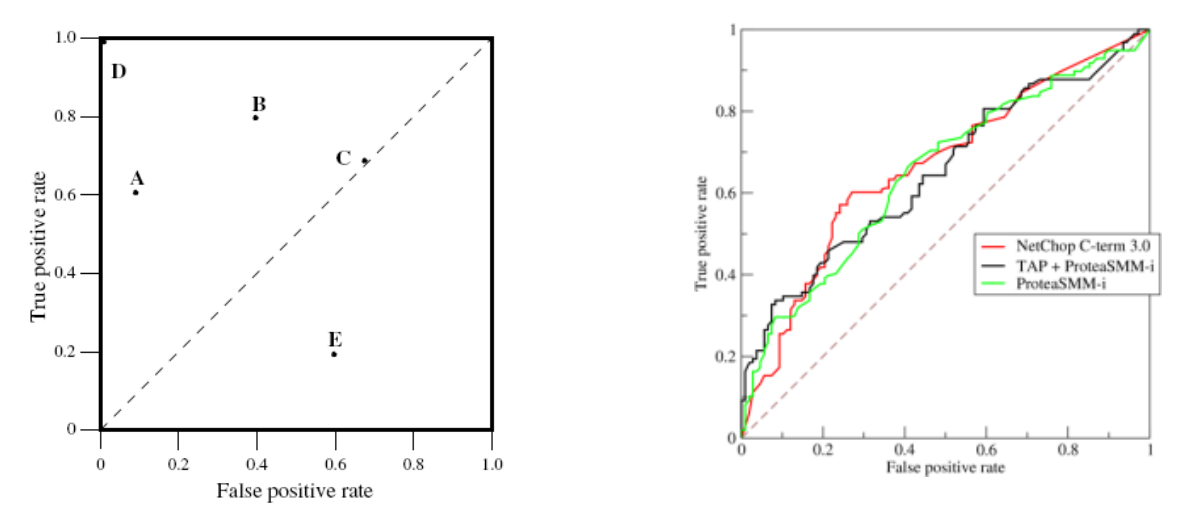 1.0
D
B
0.8
C
A
0.6
True positive rate
0.4
E
0.2
0
0 0.2 0.4 0.6 0.8 1.0
False positive rate
1
0.8
0.6
True positive rate
NetChop C-term 3.0
TAP + ProteaSMM-i
ProteaSMM-i
0.4
0.2
0
0 0.2 0.4 0.6 0.8 1
False positive rate